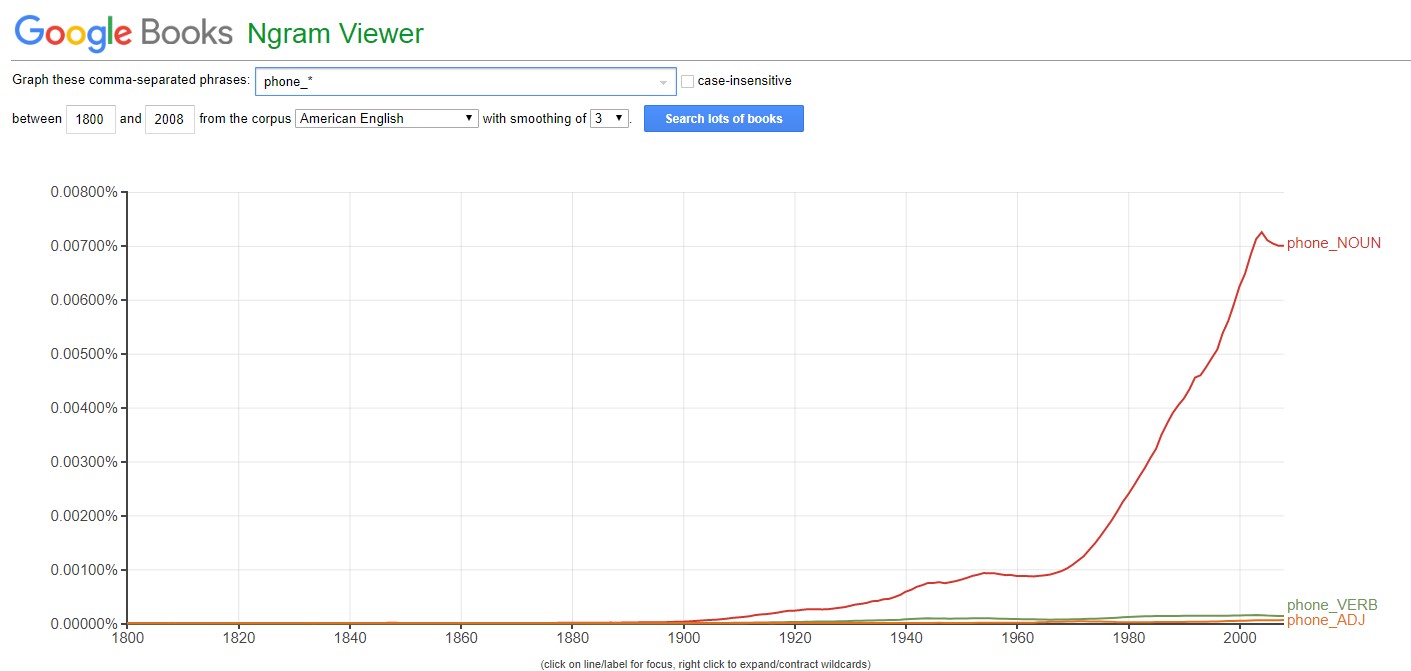 Google Books Ngram Viewer
Graph these comma-separated phrases: phone_* case-insensitive
between 1800 and 2008 from the corpus American English with smoothing of 3 . Search lots of books
0.00800%
0.00700%
phone_NOUN
0.00600%
0.00500%
0.00400%
0.00300%
0.00200%
0.00100%
phone_VERB
phone_ADJ
0.00000%
1800 1820 1840 1860 1880 1900 1920 1940 1960 1980 2000
(click on line/label for focus, right click to expand/contract wildcards)